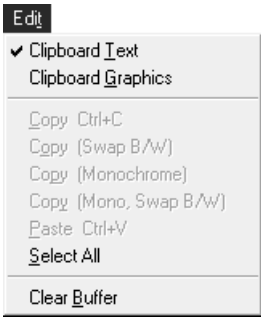 Edit
Clipboard Text
Clipboard Graphics
Copy Ctrl+C
Copy (Swap B/W)
Copy (Monochrome)
Copy (Mono, Swap B/W)
Paste Ctrl+V
Select All
Clear Buffer